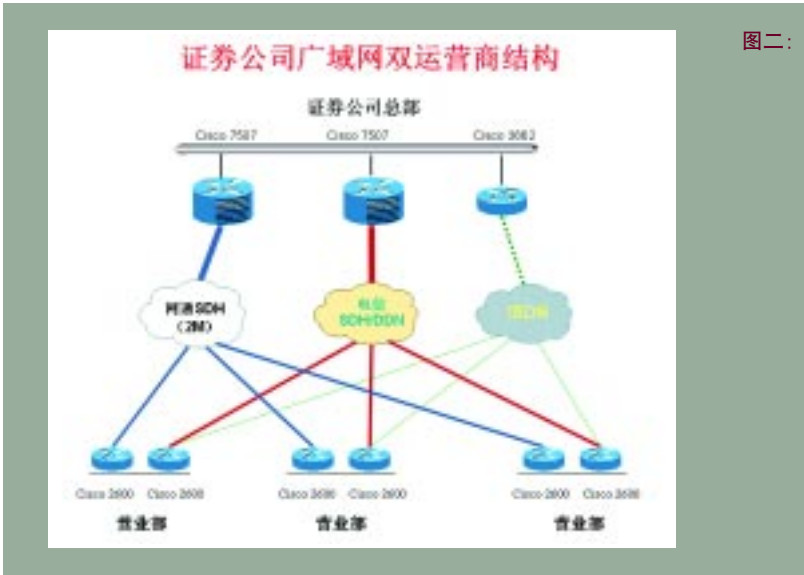 图二：
证券公司广域网双运营商结构
证券公司总部
Cisco 7507 Cisco 7507 Cisco 3662
网通SDH
（2M）
电信
SDH/DDN
ISDN
Cisco 2600 Cisco 2600 Cisco 2600 Cisco 2600 Cisco 2600 Cisco 2600
营业部 营业部 营业部